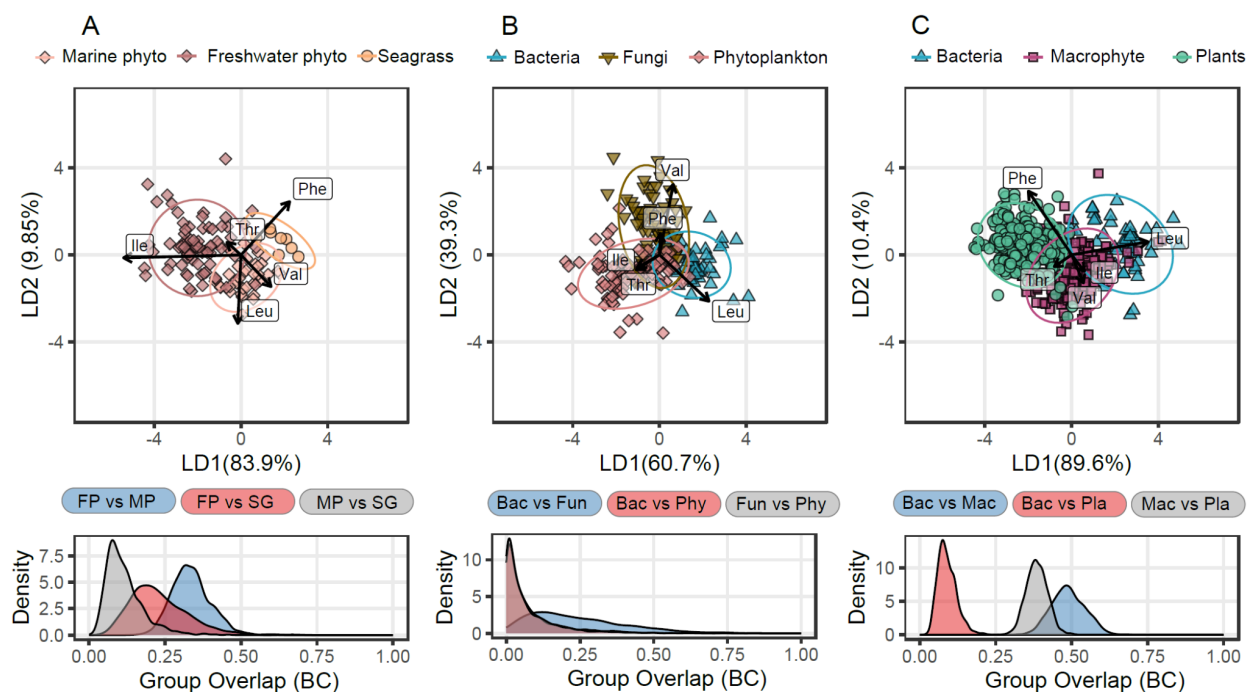 A
Marine phyto Freshwater phyto Seagrass
LD2 (9.85%)
4
0
-4
Phe
Thr
Ile
Val
Leu
-4 0 4
LD1(83.9%)
FP vs MP FP vs SG MP vs SG
Density
7.5
5.0
2.5
0.0
0.00 0.25 0.50 0.75 1.00
Group Overlap (BC)
B
Bacteria Fungi Phytoplankton
LD2 (39.3%)
4
0
-4
Val
Phe
Ile
Thr
Leu
-4 0 4
LD1(60.7%)
Bac vs Fun Bac vs Phy Fun vs Phy
Density
10
5
0
0.00 0.25 0.50 0.75 1.00
Group Overlap (BC)
C
Bacteria Macrophyte Plants
LD2 (10.4%)
4
0
-4
Phe
Leu
Thr
Ile
Val
-4 0 4
LD1(89.6%)
Bac vs Mac Bac vs Pla Mac vs Pla
Density
10
5
0
0.00 0.25 0.50 0.75 1.00
Group Overlap (BC)